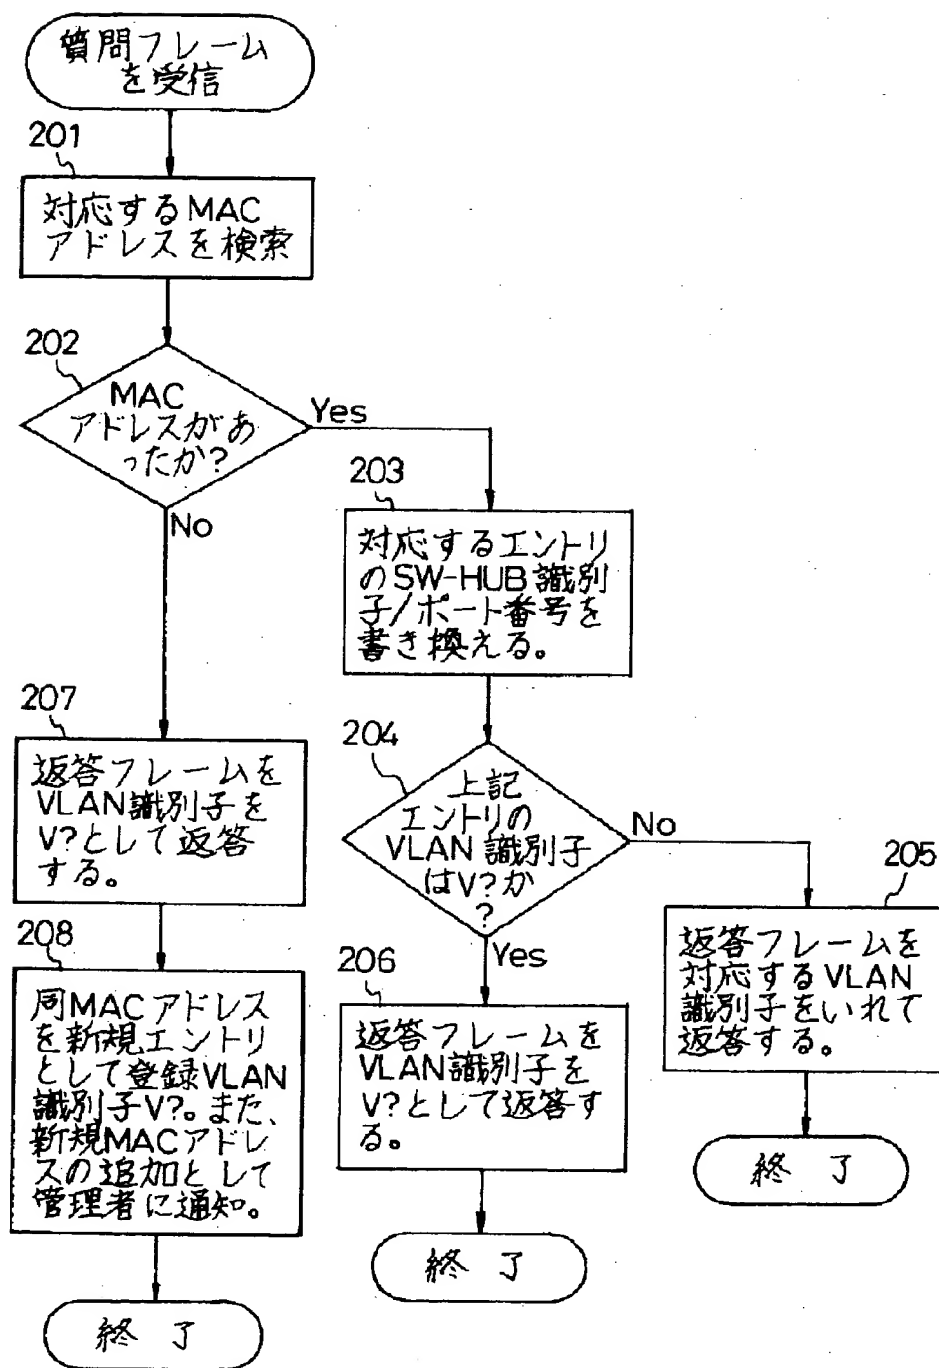 質問フレーム
を受信
201
対応するMAC
アドレスを検索
202
MAC
アドレスがあ
ったか?
Yes
No
203
対応するエントリ
のSW-HUB識別
子/ポート番号を
書き換える。
204
上記
エントリの
VLAN識別子
はV?か
?
No
Yes
205
返答フレームを
対応するVLAN
識別子をいれて
返答する。
終了
206
返答フレームを
VLAN識別子を
V?として返答す
る。
終了
207
返答フレームを
VLAN識別子を
V?として返答
する。
208
同MACアドレス
を新規エントリ
として登録VLAN
識別子V?。また、
新規MACアドレ
スの追加として
管理者に通知。
終了